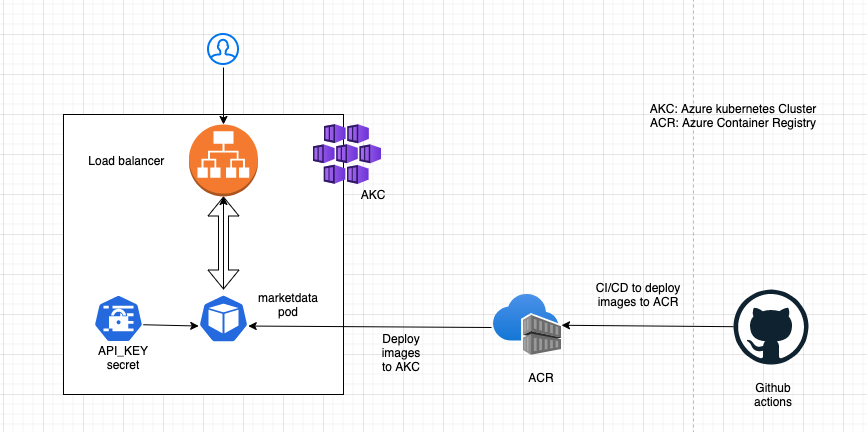 AKC: Azure kubernetes Cluster
ACR: Azure Container Registry
Load balancer
AKC
marketdata
pod
API_KEY
secret
Deploy
images
to AKC
CI/CD to deploy
images to ACR
ACR
Github
actions